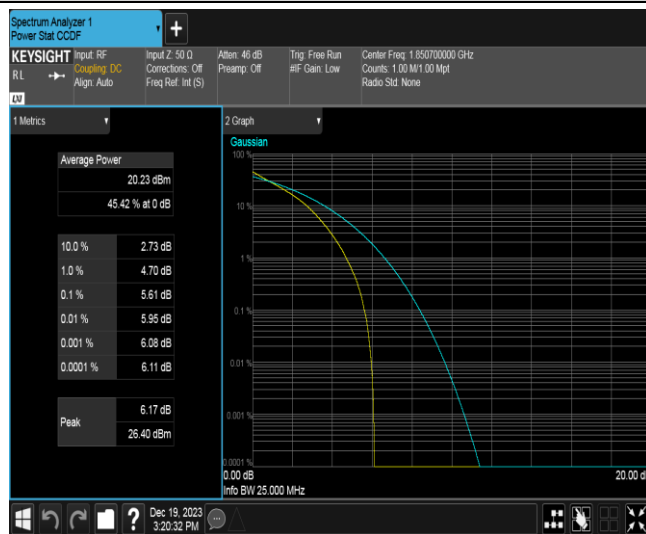 Spectrum Analyzer 1
Power Stat CCDF
KEYSIGHT
RL
LXI
Input: RF
Coupling: DC
Align: Auto
Input Z: 50 Ω
Corrections: Off
Freq Ref: Int (S)
Atten: 46 dB
Preamp: Off
Trig: Free Run
#IF Gain: Low
Center Freq: 1.850700000 GHz
Counts: 1.00 M/1.00 Mpt
Radio Std: None
1 Metrics
Average Power
20.23 dBm
45.42 % at 0 dB
10.0 % 2.73 dB
1.0 % 4.70 dB
0.1 % 5.61 dB
0.01 % 5.95 dB
0.001 % 6.08 dB
0.0001 % 6.11 dB
Peak
6.17 dB
26.40 dBm
2 Graph
Gaussian
100 %
10 %
1 %
0.1 %
0.01 %
0.001 %
0.0001 %
0.00 dB
20.00 d
Info BW 25.000 MHz
Dec 19, 2023
3:20:32 PM